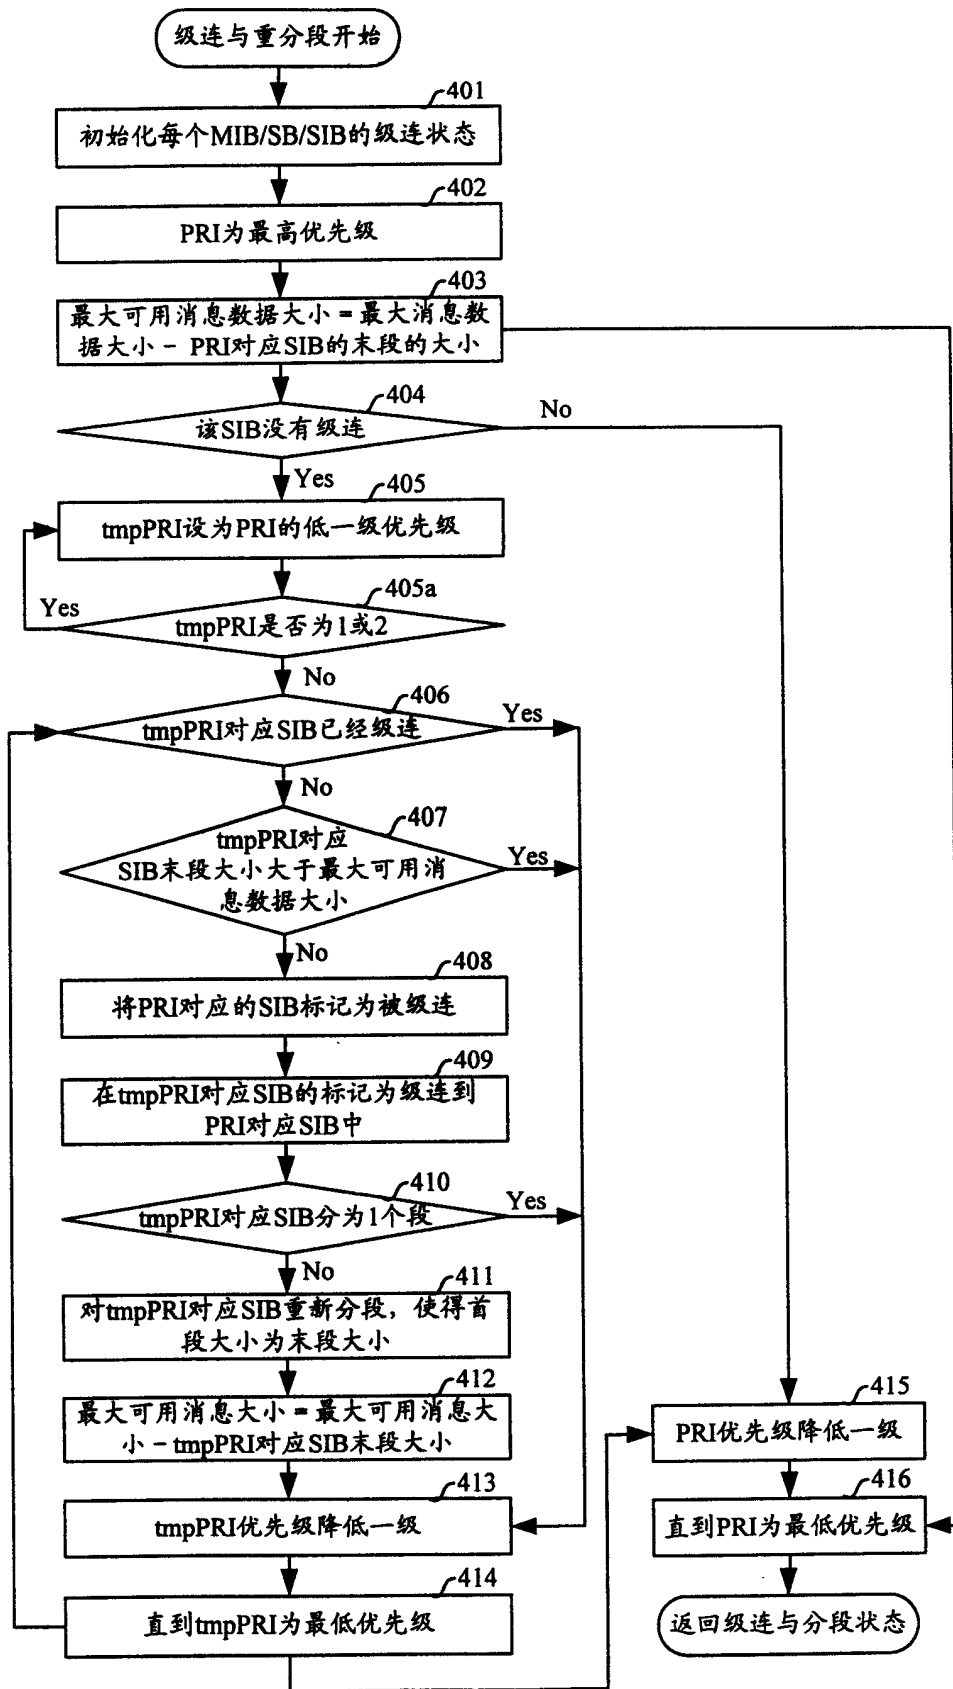 级连与重分段开始
401
初始化每个MIB/SB/SIB的级连状态
402
PRI为最高优先级
403
最大可用消息数据大小 = 最大消息数
据大小 - PRI对应SIB的末段的大小
404
该SIB没有级连
No
Yes
405
tmpPRI设为PRI的低一级优先级
405a
Yes
tmpPRI是否为1或2
No
406
tmpPRI对应SIB已经级连
Yes
No
407
tmpPRI对应
SIB末段大小大于最大可用消
息数据大小
Yes
No
408
将PRI对应的SIB标记为被级连
409
在tmpPRI对应SIB的标记为级连到
PRI对应SIB中
410
tmpPRI对应SIB分为1个段
Yes
No
411
对tmpPRI对应SIB重新分段，使得首
段大小为末段大小
412
最大可用消息大小 = 最大可用消息大
小 - tmpPRI对应SIB末段大小
413
tmpPRI优先级降低一级
414
直到tmpPRI为最低优先级
415
PRI优先级降低一级
416
直到PRI为最低优先级
返回级连与分段状态